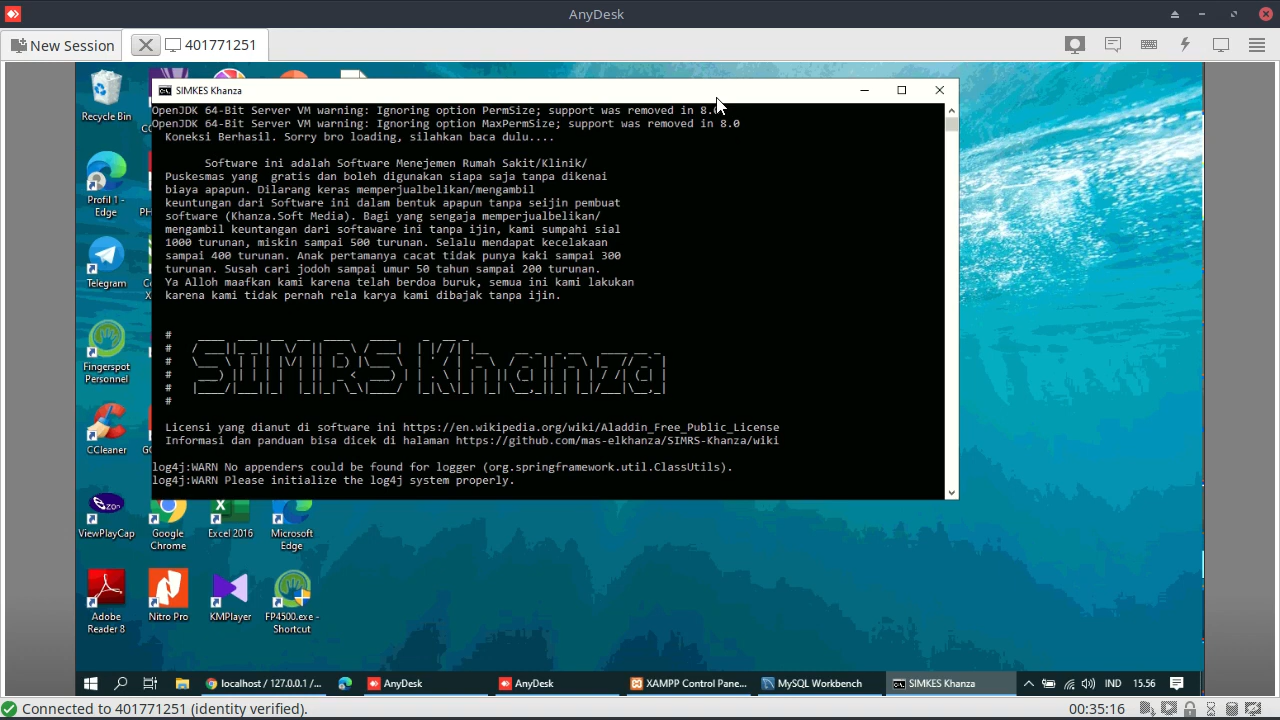 AnyDesk
New Session
401771251
Recycle Bin
Profil 1 -
Edge
Telegram
Fingerspot
Personnel
CCleaner
ViewPlayCap
Google
Chrome
Excel 2016
Microsoft
Edge
Adobe
Reader 8
Nitro Pro
KMPlayer
FP4500.exe -
Shortcut
SIMKES Khanza
OpenJDK 64-Bit Server VM warning: Ignoring option PermSize; support was removed in 8.0
OpenJDK 64-Bit Server VM warning: Ignoring option MaxPermSize; support was removed in 8.0
Koneksi Berhasil. Sorry bro loading, silahkan baca dulu....
Software ini adalah Software Menejemen Rumah Sakit/Klinik/
Puskesmas yang  gratis dan boleh digunakan siapa saja tanpa dikenai
biaya apapun. Dilarang keras memperjualbelikan/mengambil
keuntungan dari Software ini dalam bentuk apapun tanpa seijin pembuat
software (Khanza.Soft Media). Bagi yang sengaja memperjualbelikan/
mengambil keuntangan dari softaware ini tanpa ijin, kami sumpahi sial
1000 turunan, miskin sampai 500 turunan. Selalu mendapat kecelakaan
sampai 400 turunan. Anak pertamanya cacat tidak punya kaki sampai 300
turunan. Susah cari jodoh sampai umur 50 tahun sampai 200 turunan.
Ya Alloh maafkan kami karena telah berdoa buruk, semua ini kami lakukan
karena kami tidak pernah rela karya kami dibajak tanpa ijin.
SIMRS Khanza
Licensi yang dianut di software ini https://en.wikipedia.org/wiki/Aladdin_Free_Public_License
Informasi dan panduan bisa dicek di halaman https://github.com/mas-elkhanza/SIMRS-Khanza/wiki
log4j:WARN No appenders could be found for logger (org.springframework.util.ClassUtils).
log4j:WARN Please initialize the log4j system properly.
localhost / 127.0.0.1 /...
AnyDesk
AnyDesk
XAMPP Control Pane...
MySQL Workbench
SIMKES Khanza
IND
15.56
Connected to 401771251 (identity verified).
00:35:16